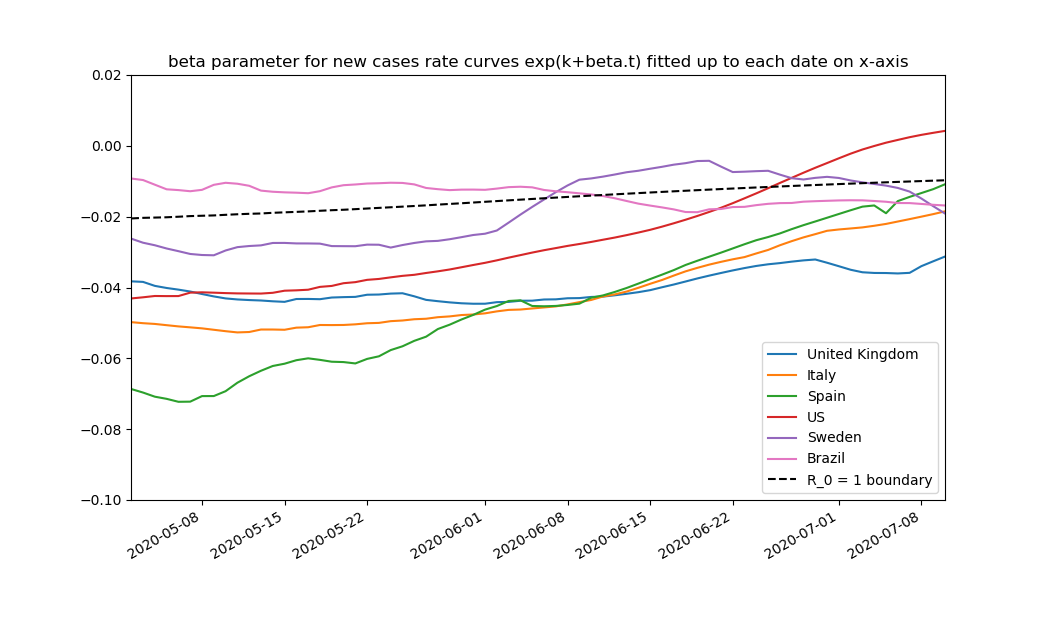 beta parameter for new cases rate curves exp(k+beta.t) fitted up to each date on x-axis
0.02
0.00
−0.02
−0.04
−0.06
−0.08
−0.10
United Kingdom
Italy
Spain
US
Sweden
Brazil
R_0 = 1 boundary
2020-05-08
2020-05-15
2020-05-22
2020-06-01
2020-06-08
2020-06-15
2020-06-22
2020-07-01
2020-07-08